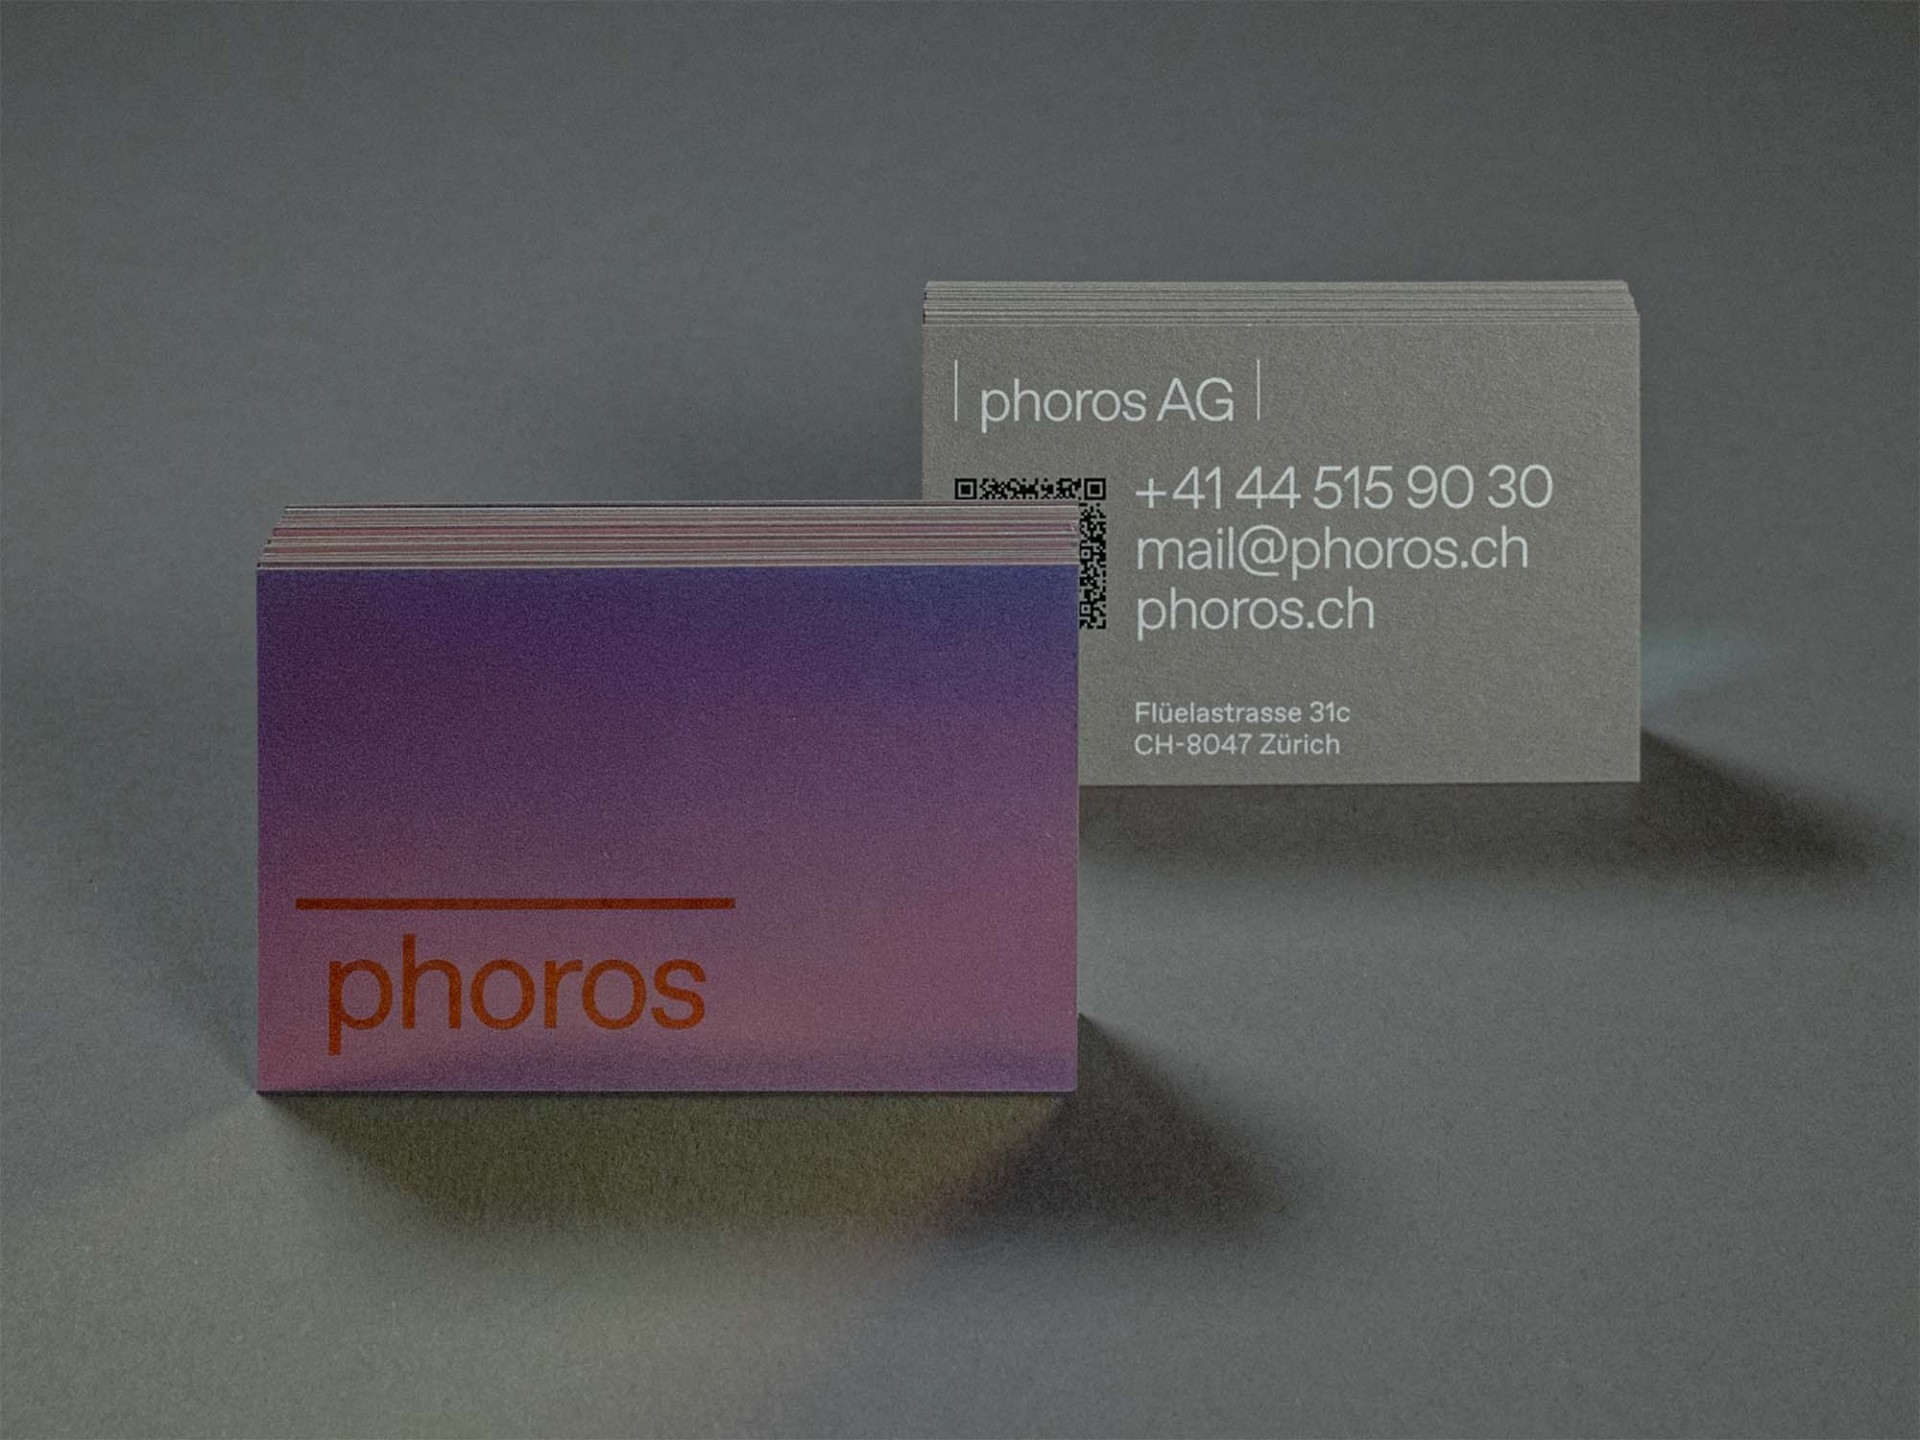 phoros AG
+41 44 515 90 30
mail@phoros.ch
phoros.ch
Flüelastrasse 31c
CH-8047 Zürich
phoros